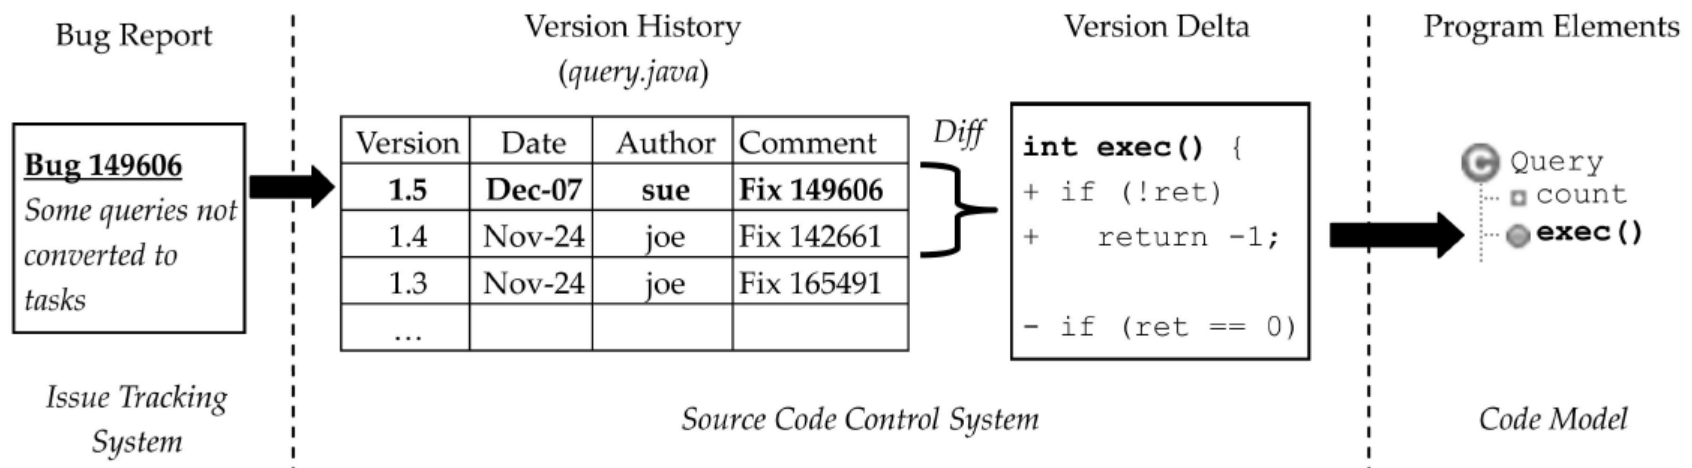 Bug Report
Bug 149606
Some queries not
converted to
tasks
Issue Tracking
System
Version History
(query.java)
Version Date Author Comment
1.5 Dec-07 sue Fix 149606
1.4 Nov-24 joe Fix 142661
1.3 Nov-24 joe Fix 165491
...
Diff
Version Delta
int exec() {
+ if (!ret)
+ return -1;
- if (ret == 0)
Source Code Control System
Program Elements
C Query
count
exec()
Code Model